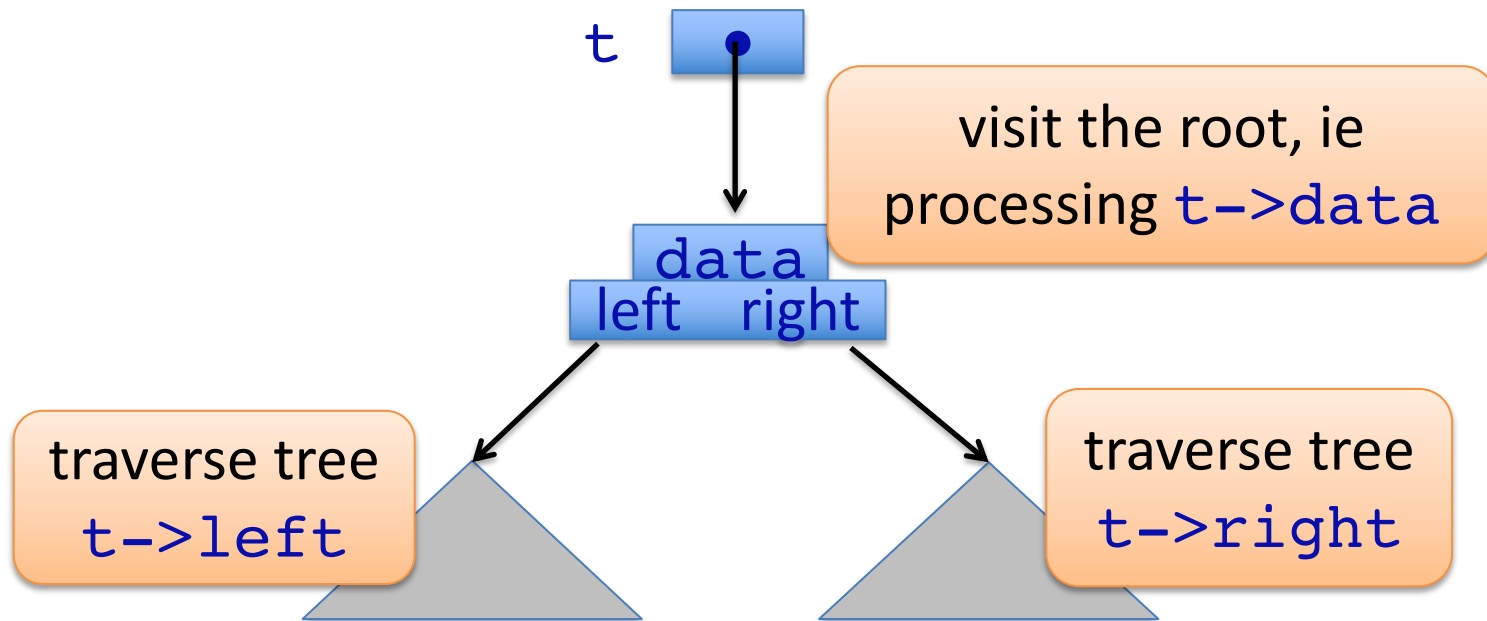 t
visit the root, ie
processing t->data
data
left right
traverse tree
t->left
traverse tree
t->right